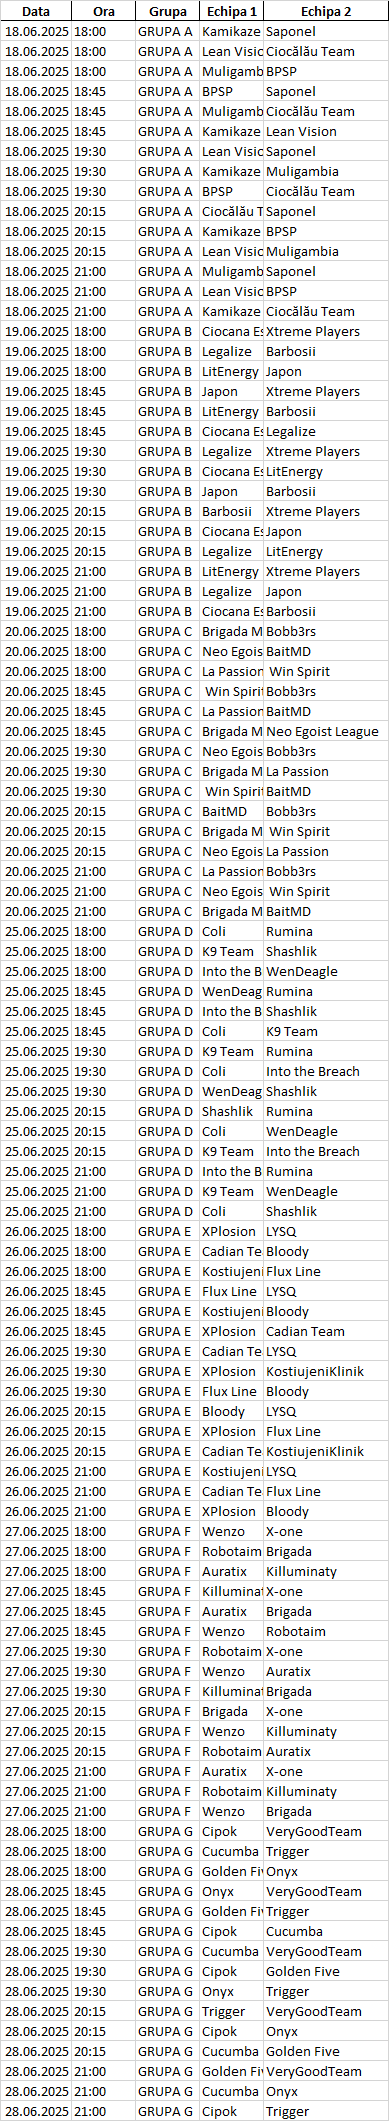 Data Ora Grupa Echipa 1 Echipa 2
18.06.2025 18:00 GRUPA A Kamikaze Saponel
18.06.2025 18:00 GRUPA A Lean Visio Ciocălău Team
18.06.2025 18:00 GRUPA A Muligamb BPSP
18.06.2025 18:45 GRUPA A BPSP Saponel
18.06.2025 18:45 GRUPA A Muligamb Ciocălău Team
18.06.2025 18:45 GRUPA A Kamikaze Lean Vision
18.06.2025 19:30 GRUPA A Lean Visio Saponel
18.06.2025 19:30 GRUPA A Kamikaze Muligambia
18.06.2025 19:30 GRUPA A BPSP Ciocălău Team
18.06.2025 20:15 GRUPA A Ciocălău T Saponel
18.06.2025 20:15 GRUPA A Kamikaze BPSP
18.06.2025 20:15 GRUPA A Lean Visio Muligambia
18.06.2025 21:00 GRUPA A Muligamb Saponel
18.06.2025 21:00 GRUPA A Lean Visio BPSP
18.06.2025 21:00 GRUPA A Kamikaze Ciocălău Team
19.06.2025 18:00 GRUPA B Ciocana Es Xtreme Players
19.06.2025 18:00 GRUPA B Legalize Barbosii
19.06.2025 18:00 GRUPA B LitEnergy Japon
19.06.2025 18:45 GRUPA B Japon Xtreme Players
19.06.2025 18:45 GRUPA B LitEnergy Barbosii
19.06.2025 18:45 GRUPA B Ciocana Es Legalize
19.06.2025 19:30 GRUPA B Legalize Xtreme Players
19.06.2025 19:30 GRUPA B Ciocana Es LitEnergy
19.06.2025 19:30 GRUPA B Japon Barbosii
19.06.2025 20:15 GRUPA B Barbosii Xtreme Players
19.06.2025 20:15 GRUPA B Ciocana Es Japon
19.06.2025 20:15 GRUPA B Legalize LitEnergy
19.06.2025 21:00 GRUPA B LitEnergy Xtreme Players
19.06.2025 21:00 GRUPA B Legalize Japon
19.06.2025 21:00 GRUPA B Ciocana Es Barbosii
20.06.2025 18:00 GRUPA C Brigada M Bobb3rs
20.06.2025 18:00 GRUPA C Neo Egois BaitMD
20.06.2025 18:00 GRUPA C La Passion Win Spirit
20.06.2025 18:45 GRUPA C Win Spirit Bobb3rs
20.06.2025 18:45 GRUPA C La Passion BaitMD
20.06.2025 18:45 GRUPA C Brigada M Neo Egoist League
20.06.2025 19:30 GRUPA C Neo Egois Bobb3rs
20.06.2025 19:30 GRUPA C Brigada M La Passion
20.06.2025 19:30 GRUPA C Win Spirit BaitMD
20.06.2025 20:15 GRUPA C BaitMD Bobb3rs
20.06.2025 20:15 GRUPA C Brigada M Win Spirit
20.06.2025 20:15 GRUPA C Neo Egois La Passion
20.06.2025 21:00 GRUPA C La Passion Bobb3rs
20.06.2025 21:00 GRUPA C Neo Egois Win Spirit
20.06.2025 21:00 GRUPA C Brigada M BaitMD
25.06.2025 18:00 GRUPA D Coli Rumina
25.06.2025 18:00 GRUPA D K9 Team Shashlik
25.06.2025 18:00 GRUPA D Into the B WenDeagle
25.06.2025 18:45 GRUPA D WenDeag Rumina
25.06.2025 18:45 GRUPA D Into the B Shashlik
25.06.2025 18:45 GRUPA D Coli K9 Team
25.06.2025 19:30 GRUPA D K9 Team Rumina
25.06.2025 19:30 GRUPA D Coli Into the Breach
25.06.2025 19:30 GRUPA D WenDeag Shashlik
25.06.2025 20:15 GRUPA D Shashlik Rumina
25.06.2025 20:15 GRUPA D Coli WenDeagle
25.06.2025 20:15 GRUPA D K9 Team Into the Breach
25.06.2025 21:00 GRUPA D Into the B Rumina
25.06.2025 21:00 GRUPA D K9 Team WenDeagle
25.06.2025 21:00 GRUPA D Coli Shashlik
26.06.2025 18:00 GRUPA E XPlosion LYSQ
26.06.2025 18:00 GRUPA E Cadian Te Bloody
26.06.2025 18:00 GRUPA E Kostiujeni Flux Line
26.06.2025 18:45 GRUPA E Flux Line LYSQ
26.06.2025 18:45 GRUPA E Kostiujeni Bloody
26.06.2025 18:45 GRUPA E XPlosion Cadian Team
26.06.2025 19:30 GRUPA E Cadian Te LYSQ
26.06.2025 19:30 GRUPA E XPlosion KostiujeniKlinik
26.06.2025 19:30 GRUPA E Flux Line Bloody
26.06.2025 20:15 GRUPA E Bloody LYSQ
26.06.2025 20:15 GRUPA E XPlosion Flux Line
26.06.2025 20:15 GRUPA E Cadian Te KostiujeniKlinik
26.06.2025 21:00 GRUPA E Kostiujeni LYSQ
26.06.2025 21:00 GRUPA E Cadian Te Flux Line
26.06.2025 21:00 GRUPA E XPlosion Bloody
27.06.2025 18:00 GRUPA F Wenzo X-one
27.06.2025 18:00 GRUPA F Robotaim Brigada
27.06.2025 18:00 GRUPA F Auratix Killuminaty
27.06.2025 18:45 GRUPA F Killuminat X-one
27.06.2025 18:45 GRUPA F Auratix Brigada
27.06.2025 18:45 GRUPA F Wenzo Robotaim
27.06.2025 19:30 GRUPA F Robotaim X-one
27.06.2025 19:30 GRUPA F Wenzo Auratix
27.06.2025 19:30 GRUPA F Killuminat Brigada
27.06.2025 20:15 GRUPA F Brigada X-one
27.06.2025 20:15 GRUPA F Wenzo Killuminaty
27.06.2025 20:15 GRUPA F Robotaim Auratix
27.06.2025 21:00 GRUPA F Auratix X-one
27.06.2025 21:00 GRUPA F Robotaim Killuminaty
27.06.2025 21:00 GRUPA F Wenzo Brigada
28.06.2025 18:00 GRUPA G Cipok VeryGoodTeam
28.06.2025 18:00 GRUPA G Cucumba Trigger
28.06.2025 18:00 GRUPA G Golden Fiv Onyx
28.06.2025 18:45 GRUPA G Onyx VeryGoodTeam
28.06.2025 18:45 GRUPA G Golden Fiv Trigger
28.06.2025 18:45 GRUPA G Cipok Cucumba
28.06.2025 19:30 GRUPA G Cucumba VeryGoodTeam
28.06.2025 19:30 GRUPA G Cipok Golden Five
28.06.2025 19:30 GRUPA G Onyx Trigger
28.06.2025 20:15 GRUPA G Trigger VeryGoodTeam
28.06.2025 20:15 GRUPA G Cipok Onyx
28.06.2025 20:15 GRUPA G Cucumba Golden Five
28.06.2025 21:00 GRUPA G Golden Fiv VeryGoodTeam
28.06.2025 21:00 GRUPA G Cucumba Onyx
28.06.2025 21:00 GRUPA G Cipok Trigger